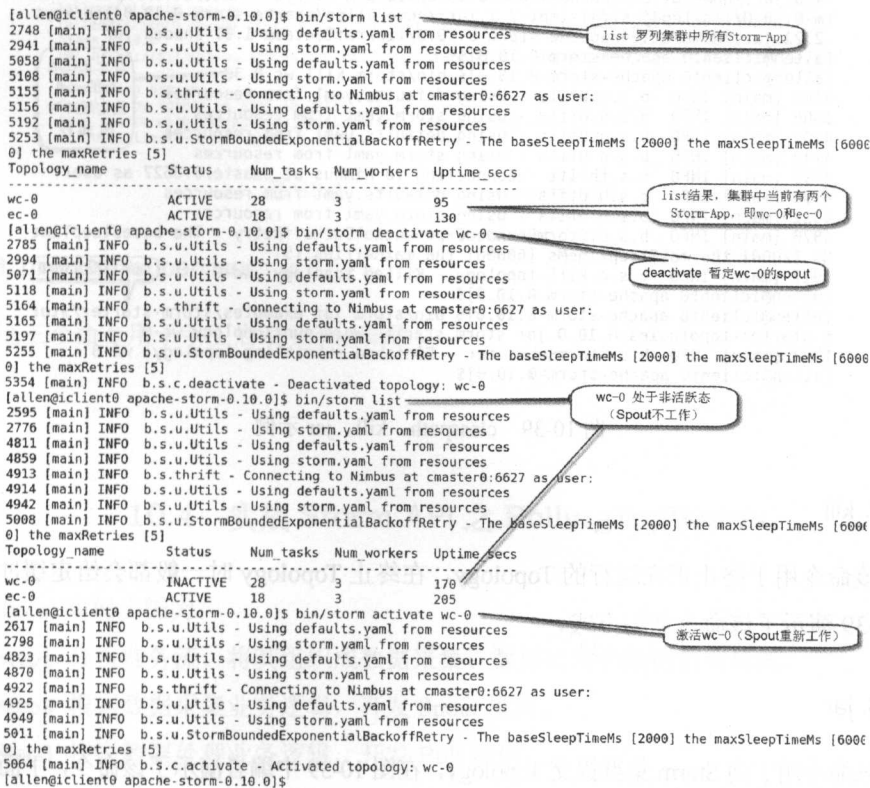 [allen@iclient0 apache-storm-0.10.0]$ bin/storm list
list 罗列集群中所有Storm-App
2748 [main] INFO b.s.u.Utils - Using defaults.yaml from resources
2941 [main] INFO b.s.u.Utils - Using storm.yaml from resources
5058 [main] INFO b.s.u.Utils - Using defaults.yaml from resources
5108 [main] INFO b.s.u.Utils - Using storm.yaml from resources
5155 [main] INFO b.s.thrift - Connecting to Nimbus at cmaster0:6627 as user:
5156 [main] INFO b.s.u.Utils - Using defaults.yaml from resources
5192 [main] INFO b.s.u.Utils - Using storm.yaml from resources
5253 [main] INFO b.s.u.StormBoundedExponentialBackoffRetry - The baseSleepTimeMs [2000] the maxSleepTimeMs [6000
0] the maxRetries [5]
Topology_name Status Num_tasks Num_workers Uptime_secs
-------------------------------------------------------------------
wc-0 ACTIVE 28 3 95
ec-0 ACTIVE 18 3 130
list结果，集群中当前有两个
Storm-App，即wc-0和ec-0
[allen@iclient0 apache-storm-0.10.0]$ bin/storm deactivate wc-0
deactivate 暂定wc-0的spout
2785 [main] INFO b.s.u.Utils - Using defaults.yaml from resources
2994 [main] INFO b.s.u.Utils - Using storm.yaml from resources
5071 [main] INFO b.s.u.Utils - Using defaults.yaml from resources
5118 [main] INFO b.s.u.Utils - Using storm.yaml from resources
5164 [main] INFO b.s.thrift - Connecting to Nimbus at cmaster0:6627 as user:
5165 [main] INFO b.s.u.Utils - Using defaults.yaml from resources
5197 [main] INFO b.s.u.Utils - Using storm.yaml from resources
5255 [main] INFO b.s.u.StormBoundedExponentialBackoffRetry - The baseSleepTimeMs [2000] the maxSleepTimeMs [6000
0] the maxRetries [5]
5354 [main] INFO b.s.c.deactivate - Deactivated topology: wc-0
[allen@iclient0 apache-storm-0.10.0]$ bin/storm list
wc-0 处于非活跃态
（Spout不工作）
2595 [main] INFO b.s.u.Utils - Using defaults.yaml from resources
2776 [main] INFO b.s.u.Utils - Using storm.yaml from resources
4811 [main] INFO b.s.u.Utils - Using defaults.yaml from resources
4859 [main] INFO b.s.u.Utils - Using storm.yaml from resources
4913 [main] INFO b.s.thrift - Connecting to Nimbus at cmaster0:6627 as user:
4914 [main] INFO b.s.u.Utils - Using defaults.yaml from resources
4942 [main] INFO b.s.u.Utils - Using storm.yaml from resources
5008 [main] INFO b.s.u.StormBoundedExponentialBackoffRetry - The baseSleepTimeMs [2000] the maxSleepTimeMs [6000
0] the maxRetries [5]
Topology_name Status Num_tasks Num_workers Uptime_secs
-------------------------------------------------------------------
wc-0 INACTIVE 28 3 170
ec-0 ACTIVE 18 3 205
[allen@iclient0 apache-storm-0.10.0]$ bin/storm activate wc-0
激活wc-0（Spout重新工作）
2617 [main] INFO b.s.u.Utils - Using defaults.yaml from resources
2798 [main] INFO b.s.u.Utils - Using storm.yaml from resources
4823 [main] INFO b.s.u.Utils - Using defaults.yaml from resources
4870 [main] INFO b.s.u.Utils - Using storm.yaml from resources
4922 [main] INFO b.s.thrift - Connecting to Nimbus at cmaster0:6627 as user:
4925 [main] INFO b.s.u.Utils - Using defaults.yaml from resources
4949 [main] INFO b.s.u.Utils - Using storm.yaml from resources
5011 [main] INFO b.s.u.StormBoundedExponentialBackoffRetry - The baseSleepTimeMs [2000] the maxSleepTimeMs [6000
0] the maxRetries [5]
5064 [main] INFO b.s.c.activate - Activated topology: wc-0
[allen@iclient0 apache-storm-0.10.0]$